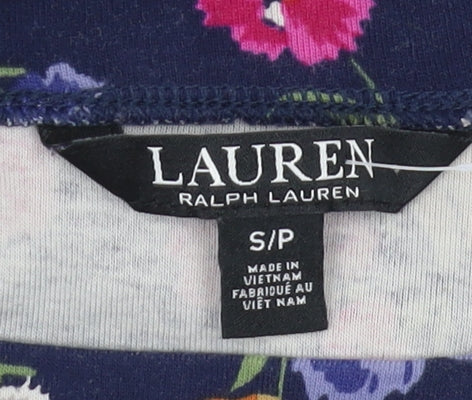 LAUREN
RALPH LAUREN
S/P
MADE IN
VIETNAM
FABRIQUÉ AU
VIÊT NAM